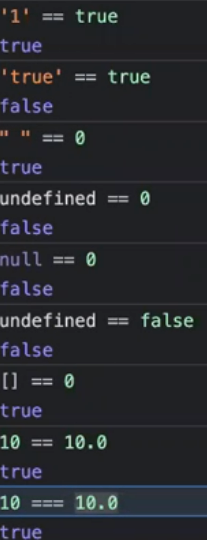 '1' == true
true
'true' == true
false
" " == 0
true
undefined == 0
false
null == 0
false
undefined == false
false
[] == 0
true
10 == 10.0
true
10 === 10.0
true